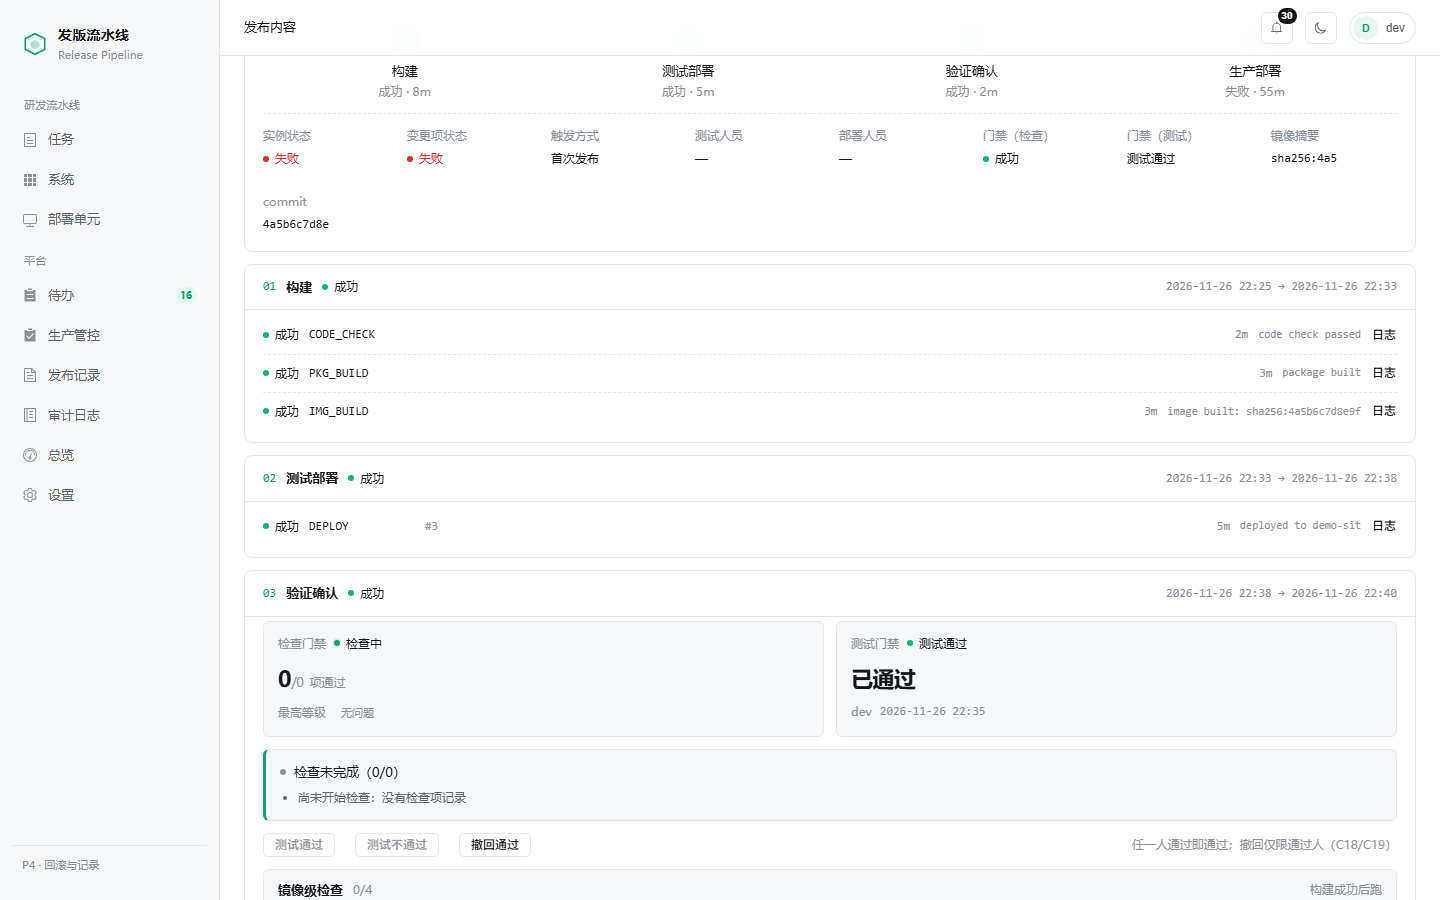 发版流水线
Release Pipeline
研发流水线
任务
系统
部署单元
平台
待办 16
生产管控
发布记录
审计日志
总览
设置
P4 · 回滚与记录
发布内容
30
D dev
构建 测试部署 验证确认 生产部署
成功 · 8m 成功 · 5m 成功 · 2m 失败 · 55m
实例状态 变更项状态 触发方式 测试人员 部署人员 门禁（检查） 门禁（测试） 镜像摘要
失败 失败 首次发布 — — 成功 测试通过 sha256:4a5
commit
4a5b6c7d8e
01 构建 成功 2026-11-26 22:25 → 2026-11-26 22:33
成功 CODE_CHECK 2m code check passed 日志
成功 PKG_BUILD 3m package built 日志
成功 IMG_BUILD 3m image built: sha256:4a5b6c7d8e9f 日志
02 测试部署 成功 2026-11-26 22:33 → 2026-11-26 22:38
成功 DEPLOY #3 5m deployed to demo-sit 日志
03 验证确认 成功 2026-11-26 22:38 → 2026-11-26 22:40
检查门禁 检查中
0/0 项通过
最高等级 无问题
测试门禁 测试通过
已通过
dev 2026-11-26 22:35
检查未完成（0/0）
• 尚未开始检查：没有检查项记录
测试通过 测试不通过 撤回通过 任一人通过即通过；撤回仅限通过人（C18/C19）
镜像级检查 0/4 构建成功后跑